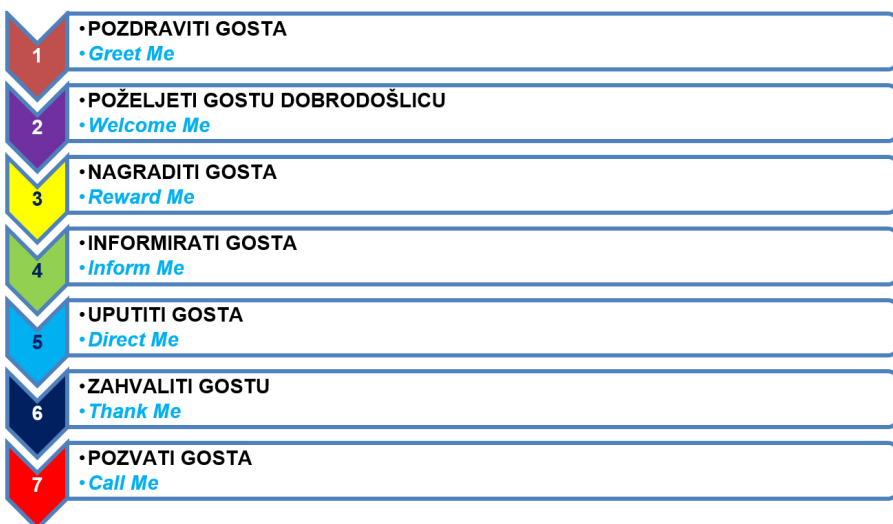 1
•POZDRAVITI GOSTA
•Greet Me
2
•POŽELJETI GOSTU DOBRODOŠLICU
•Welcome Me
3
•NAGRADITI GOSTA
•Reward Me
4
•INFORMIRATI GOSTA
•Inform Me
5
•UPUTITI GOSTA
•Direct Me
6
•ZAHVALITI GOSTU
•Thank Me
7
•POZVATI GOSTA
•Call Me